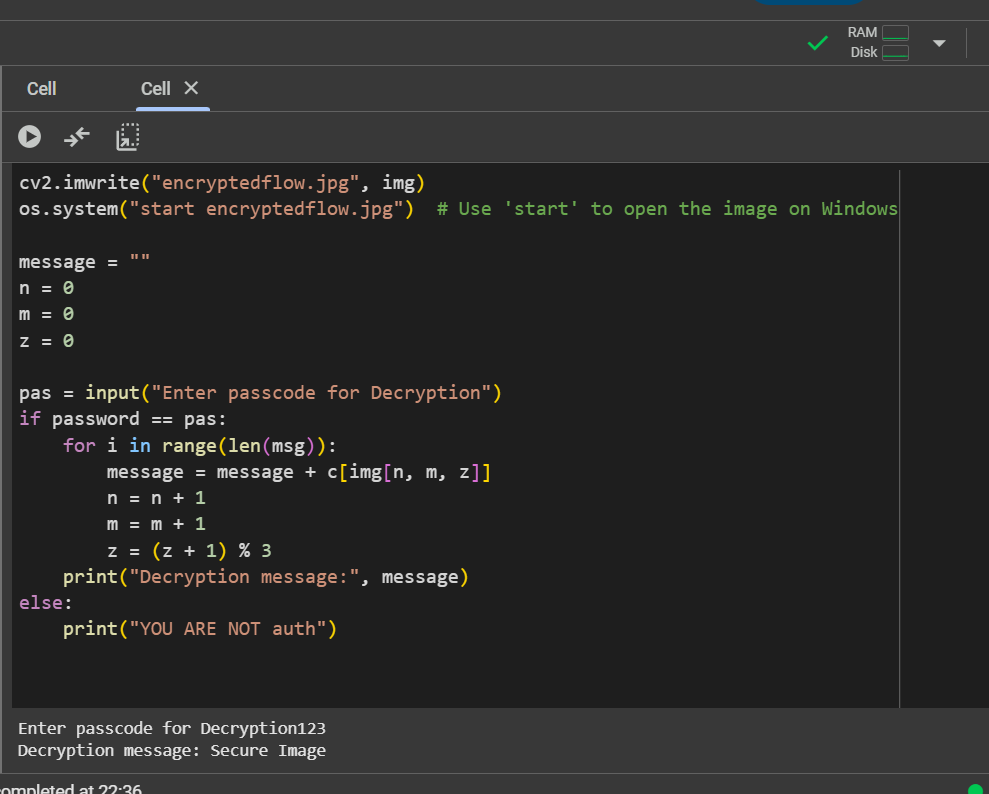 RAM
Disk
Cell
Cell
cv2.imwrite("encryptedflow.jpg", img)
os.system("start encryptedflow.jpg")  # Use 'start' to open the image on Windows
message = ""
n = 0
m = 0
z = 0
pas = input("Enter passcode for Decryption")
if password == pas:
    for i in range(len(msg)):
        message = message + c[img[n, m, z]]
        n = n + 1
        m = m + 1
        z = (z + 1) % 3
    print("Decryption message:", message)
else:
    print("YOU ARE NOT auth")
Enter passcode for Decryption123
Decryption message: Secure Image
ompleted at 22:36